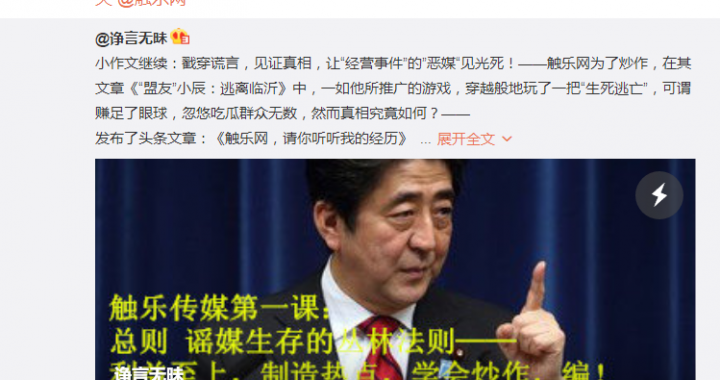 @触乐网
@诤言无昧
小作文继续：戳穿谎言，见证真相，让“经营事件”的”恶媒“见光死！——触乐网为了炒作，在其
文章《“盟友”小辰：逃离临沂》中，一如他所推广的游戏，穿越般地玩了一把“生死逃亡”，可谓
赚足了眼球，忽悠吃瓜群众无数，然而真相究竟如何？——
发布了头条文章：《触乐网，请你听听我的经历》 ... 展开全文
触乐传媒第一课：
总则 谣媒生存的丛林法则——
利益至上，制造热点，学会炒作，编！
诤言无昧